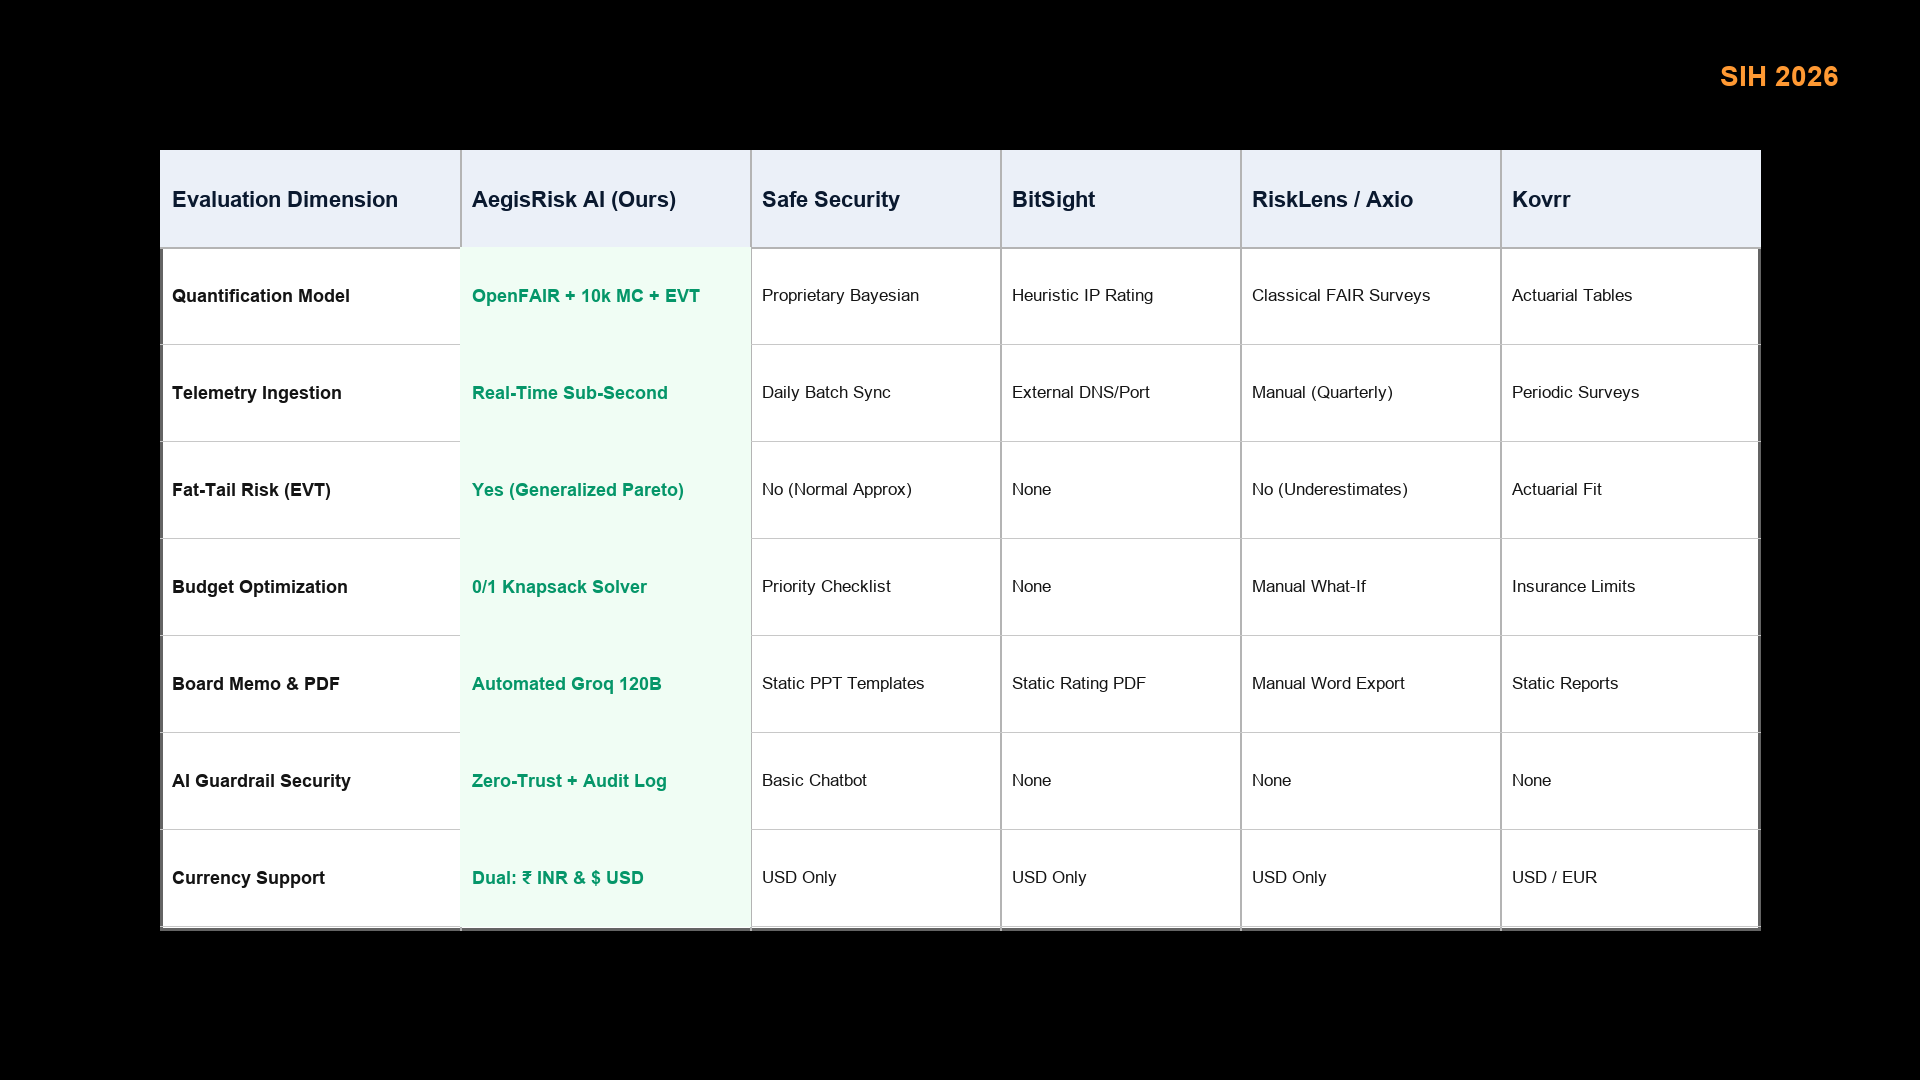 SIH 2026
Evaluation Dimension AegisRisk AI (Ours) Safe Security BitSight RiskLens / Axio Kovrr
Quantification Model OpenFAIR + 10k MC + EVT Proprietary Bayesian Heuristic IP Rating Classical FAIR Surveys Actuarial Tables
Telemetry Ingestion Real-Time Sub-Second Daily Batch Sync External DNS/Port Manual (Quarterly) Periodic Surveys
Fat-Tail Risk (EVT) Yes (Generalized Pareto) No (Normal Approx) None No (Underestimates) Actuarial Fit
Budget Optimization 0/1 Knapsack Solver Priority Checklist None Manual What-If Insurance Limits
Board Memo & PDF Automated Groq 120B Static PPT Templates Static Rating PDF Manual Word Export Static Reports
AI Guardrail Security Zero-Trust + Audit Log Basic Chatbot None None None
Currency Support Dual: ₹ INR & $ USD USD Only USD Only USD Only USD / EUR